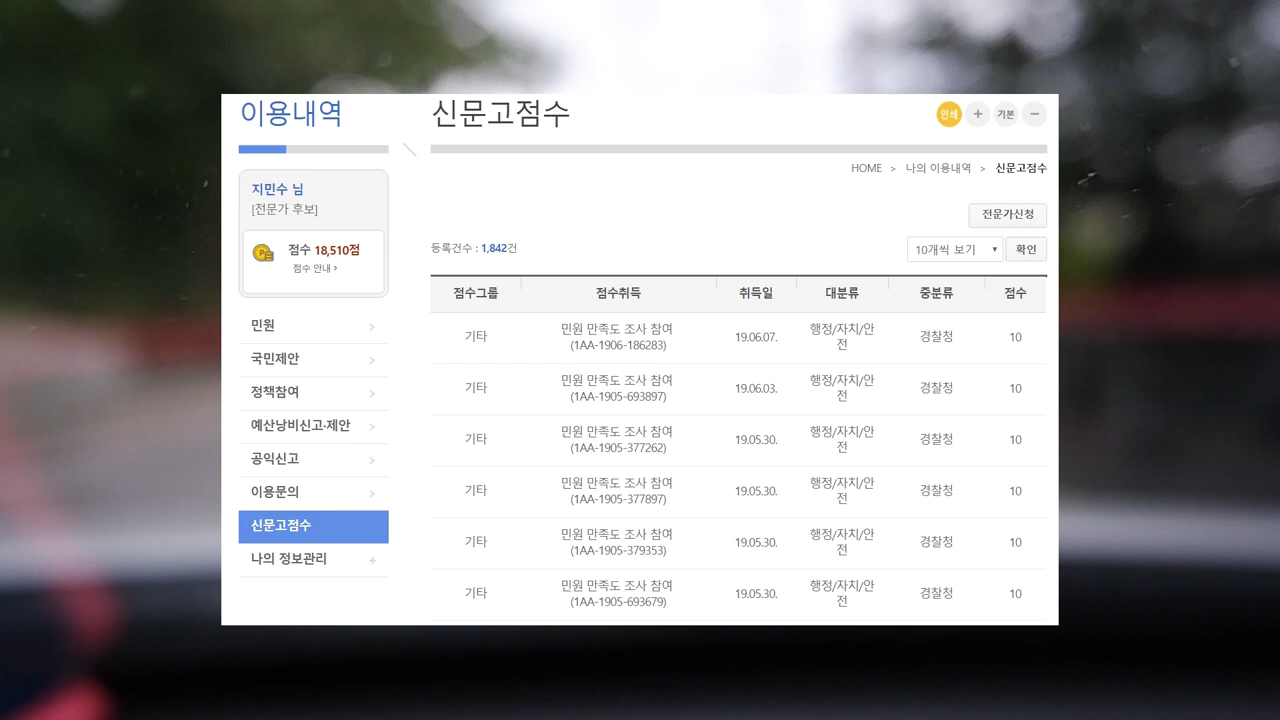 이용내역
신문고점수
인쇄 + 기본 −
HOME > 나의 이용내역 > 신문고점수
지민수 님
[전문가 후보]
점수 18,510점
점수 안내 >
민원
국민제안
정책참여
예산낭비신고·제안
공익신고
이용문의
신문고점수
나의 정보관리 +
전문가신청
등록건수 : 1,842건
10개씩 보기 ▾ 확인
점수그룹 점수취득 취득일 대분류 중분류 점수
기타 민원 만족도 조사 참여 (1AA-1906-186283) 19.06.07. 행정/자치/안전 경찰청 10
기타 민원 만족도 조사 참여 (1AA-1905-693897) 19.06.03. 행정/자치/안전 경찰청 10
기타 민원 만족도 조사 참여 (1AA-1905-377262) 19.05.30. 행정/자치/안전 경찰청 10
기타 민원 만족도 조사 참여 (1AA-1905-377897) 19.05.30. 행정/자치/안전 경찰청 10
기타 민원 만족도 조사 참여 (1AA-1905-379353) 19.05.30. 행정/자치/안전 경찰청 10
기타 민원 만족도 조사 참여 (1AA-1905-693679) 19.05.30. 행정/자치/안전 경찰청 10